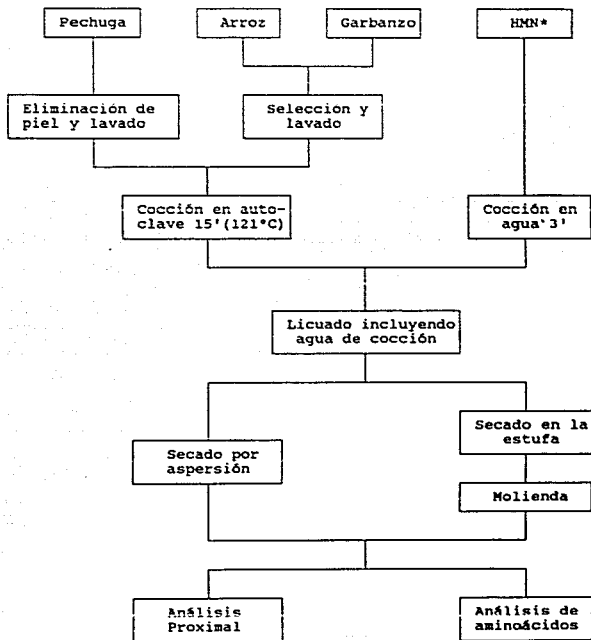 Pechuga
Arroz
Garbanzo
HMN*
Eliminación de
piel y lavado
Seleccion y
lavado
Cocción en auto-
clave 15'(121°C)
Cocción en
agua 3'
Licuado incluyendo
agua de cocción
Secado por
aspersión
Secado en la
estufa
Molienda
Análisis
Proximal
Análisis de
aminoácidos